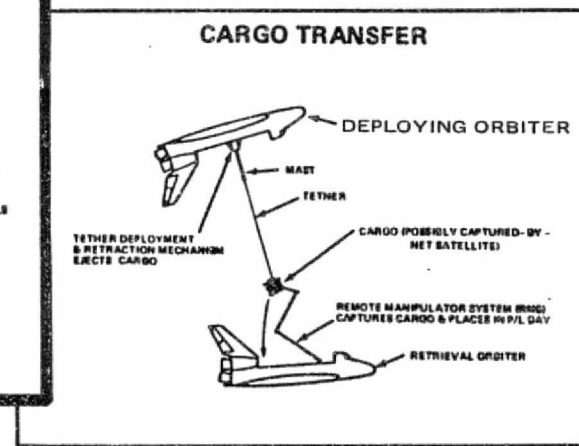 CARGO TRANSFER
DEPLOYING ORBITER
MAST
TETHER
TETHER DEPLOYMENT
& RETRACTION MECHANISM
EJECTS CARGO
CARGO (POSSIBLY CAPTURED-BY-
NET SATELLITE)
REMOTE MANIPULATOR SYSTEM (RMS)
CAPTURES CARGO & PLACES IN P/L BAY
RETRIEVAL ORBITER